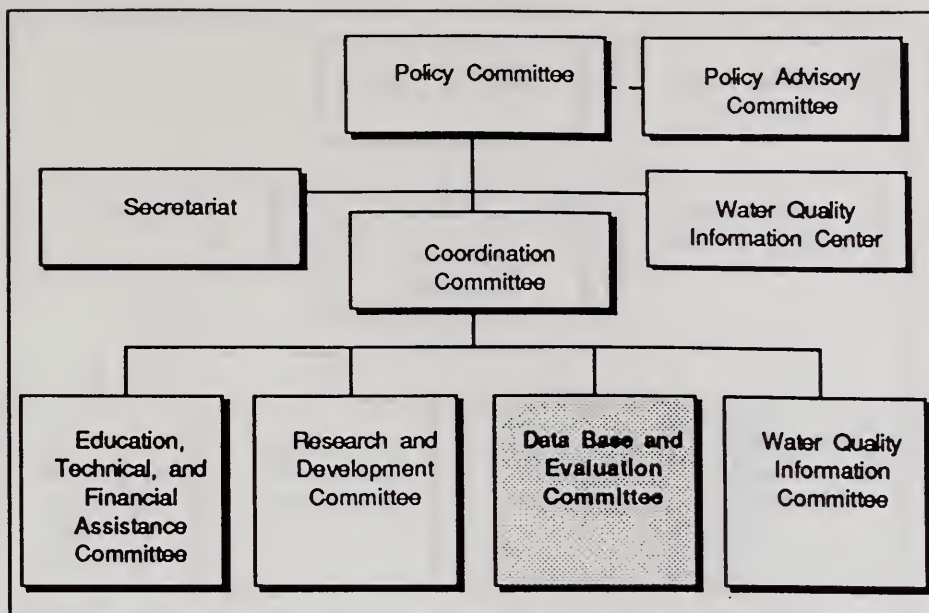 Policy Committee
Policy Advisory
Committee
Secretariat
Water Quality
Information Center
Coordination
Committee
Education,
Technical, and
Financial
Assistance
Committee
Research and
Development
Committee
Data Base and
Evaluation
Committee
Water Quality
Information
Committee